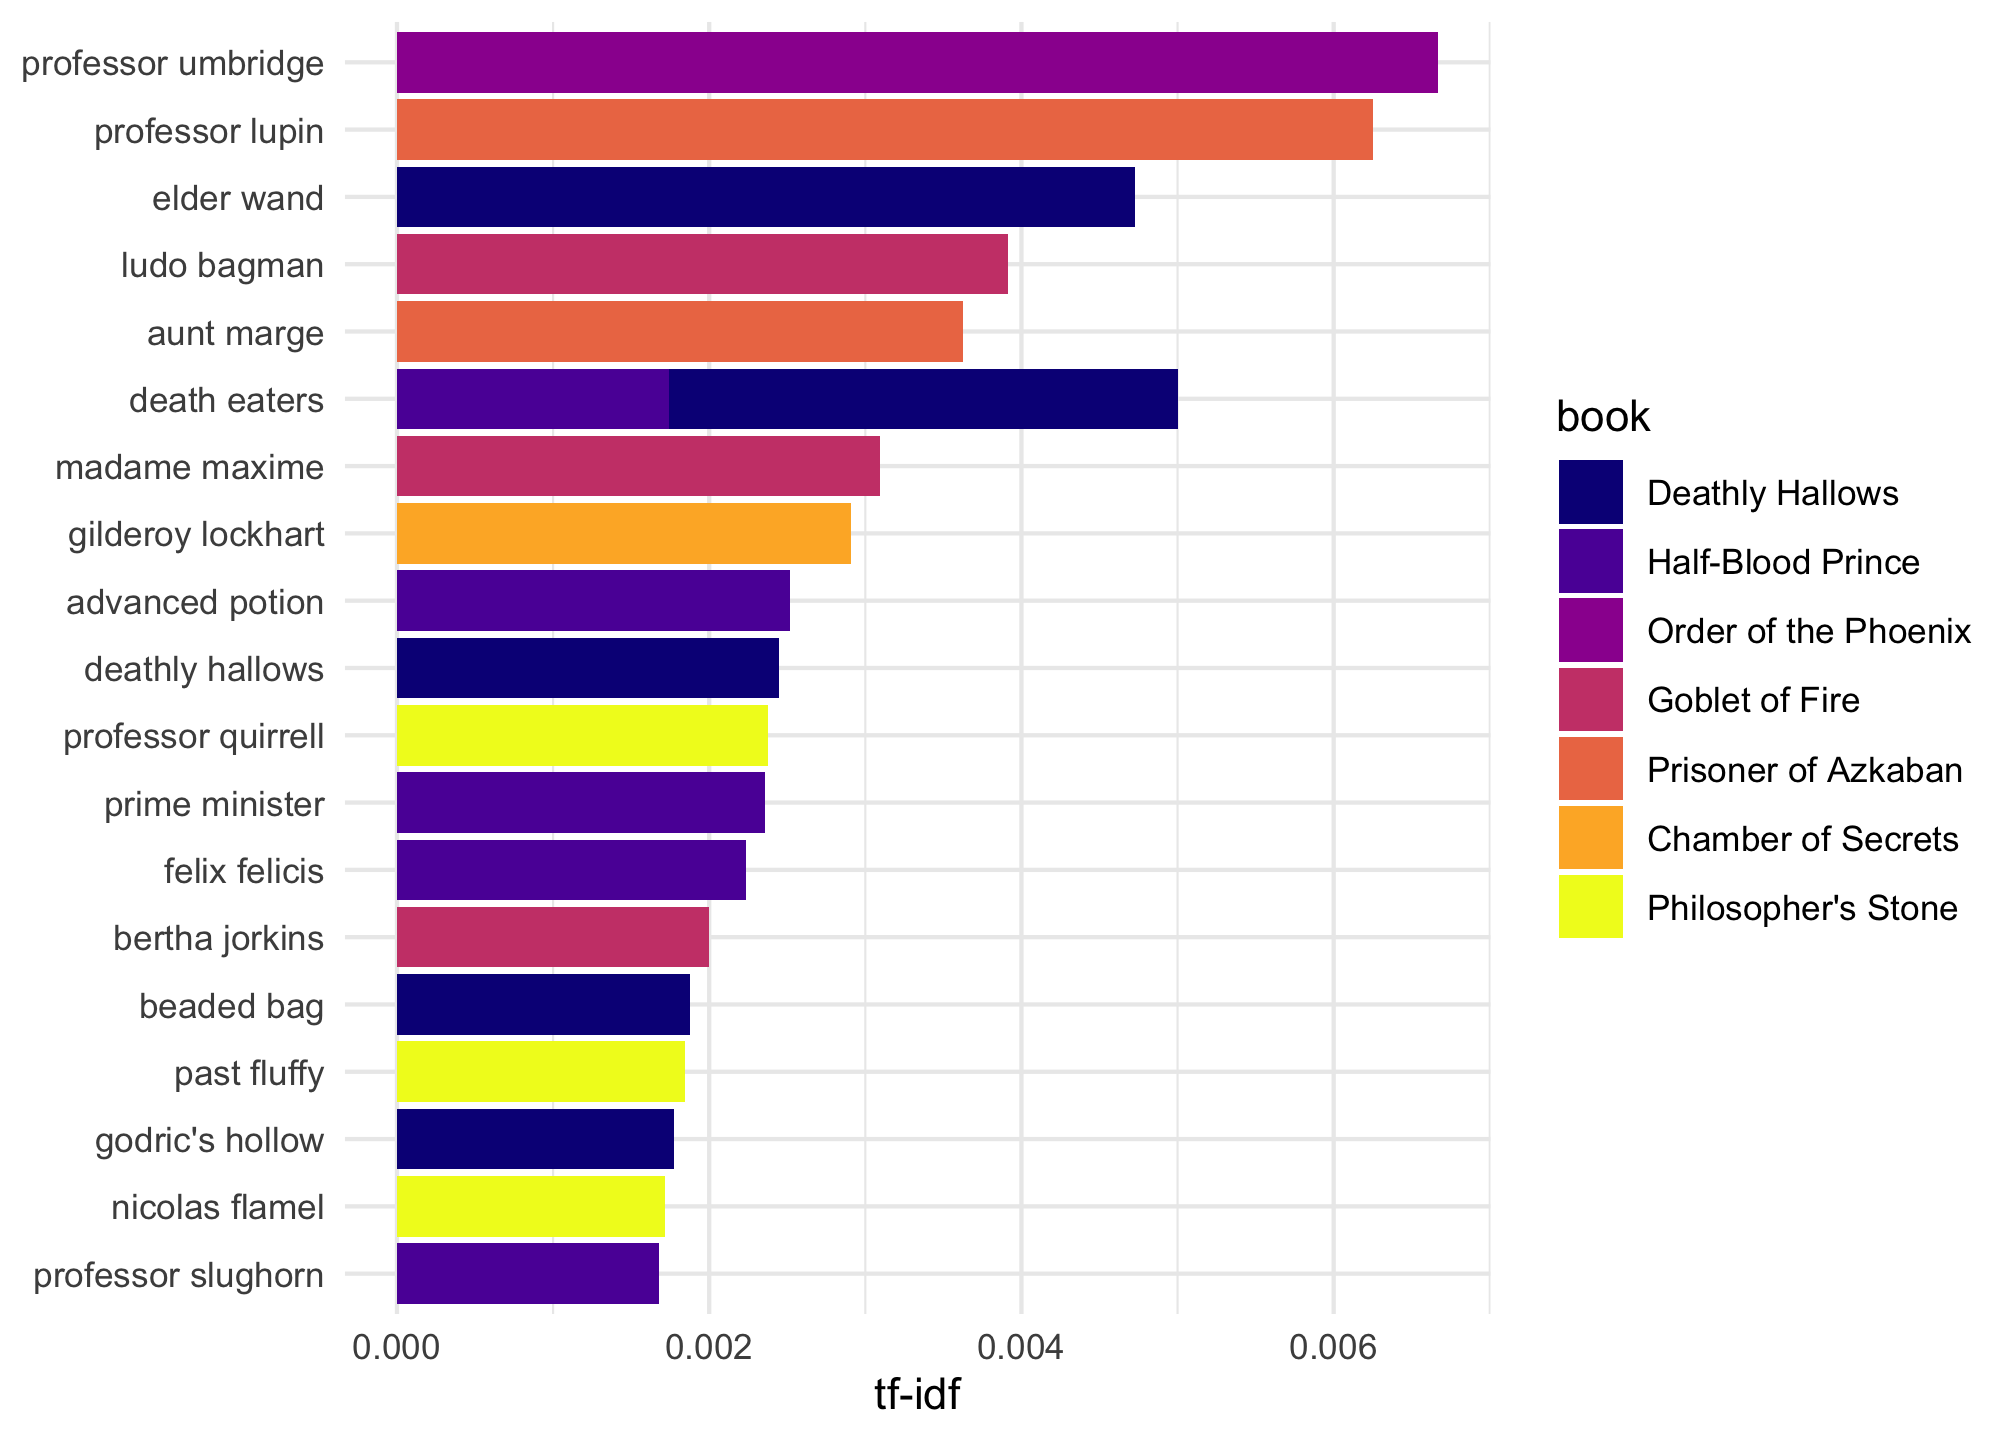 professor umbridge
professor lupin
elder wand
ludo bagman
aunt marge
death eaters
madame maxime
gilderoy lockhart
advanced potion
deathly hallows
professor quirrell
prime minister
felix felicis
bertha jorkins
beaded bag
past fluffy
godric's hollow
nicolas flamel
professor slughorn
0.000 0.002 0.004 0.006
tf-idf
book
Deathly Hallows
Half-Blood Prince
Order of the Phoenix
Goblet of Fire
Prisoner of Azkaban
Chamber of Secrets
Philosopher's Stone